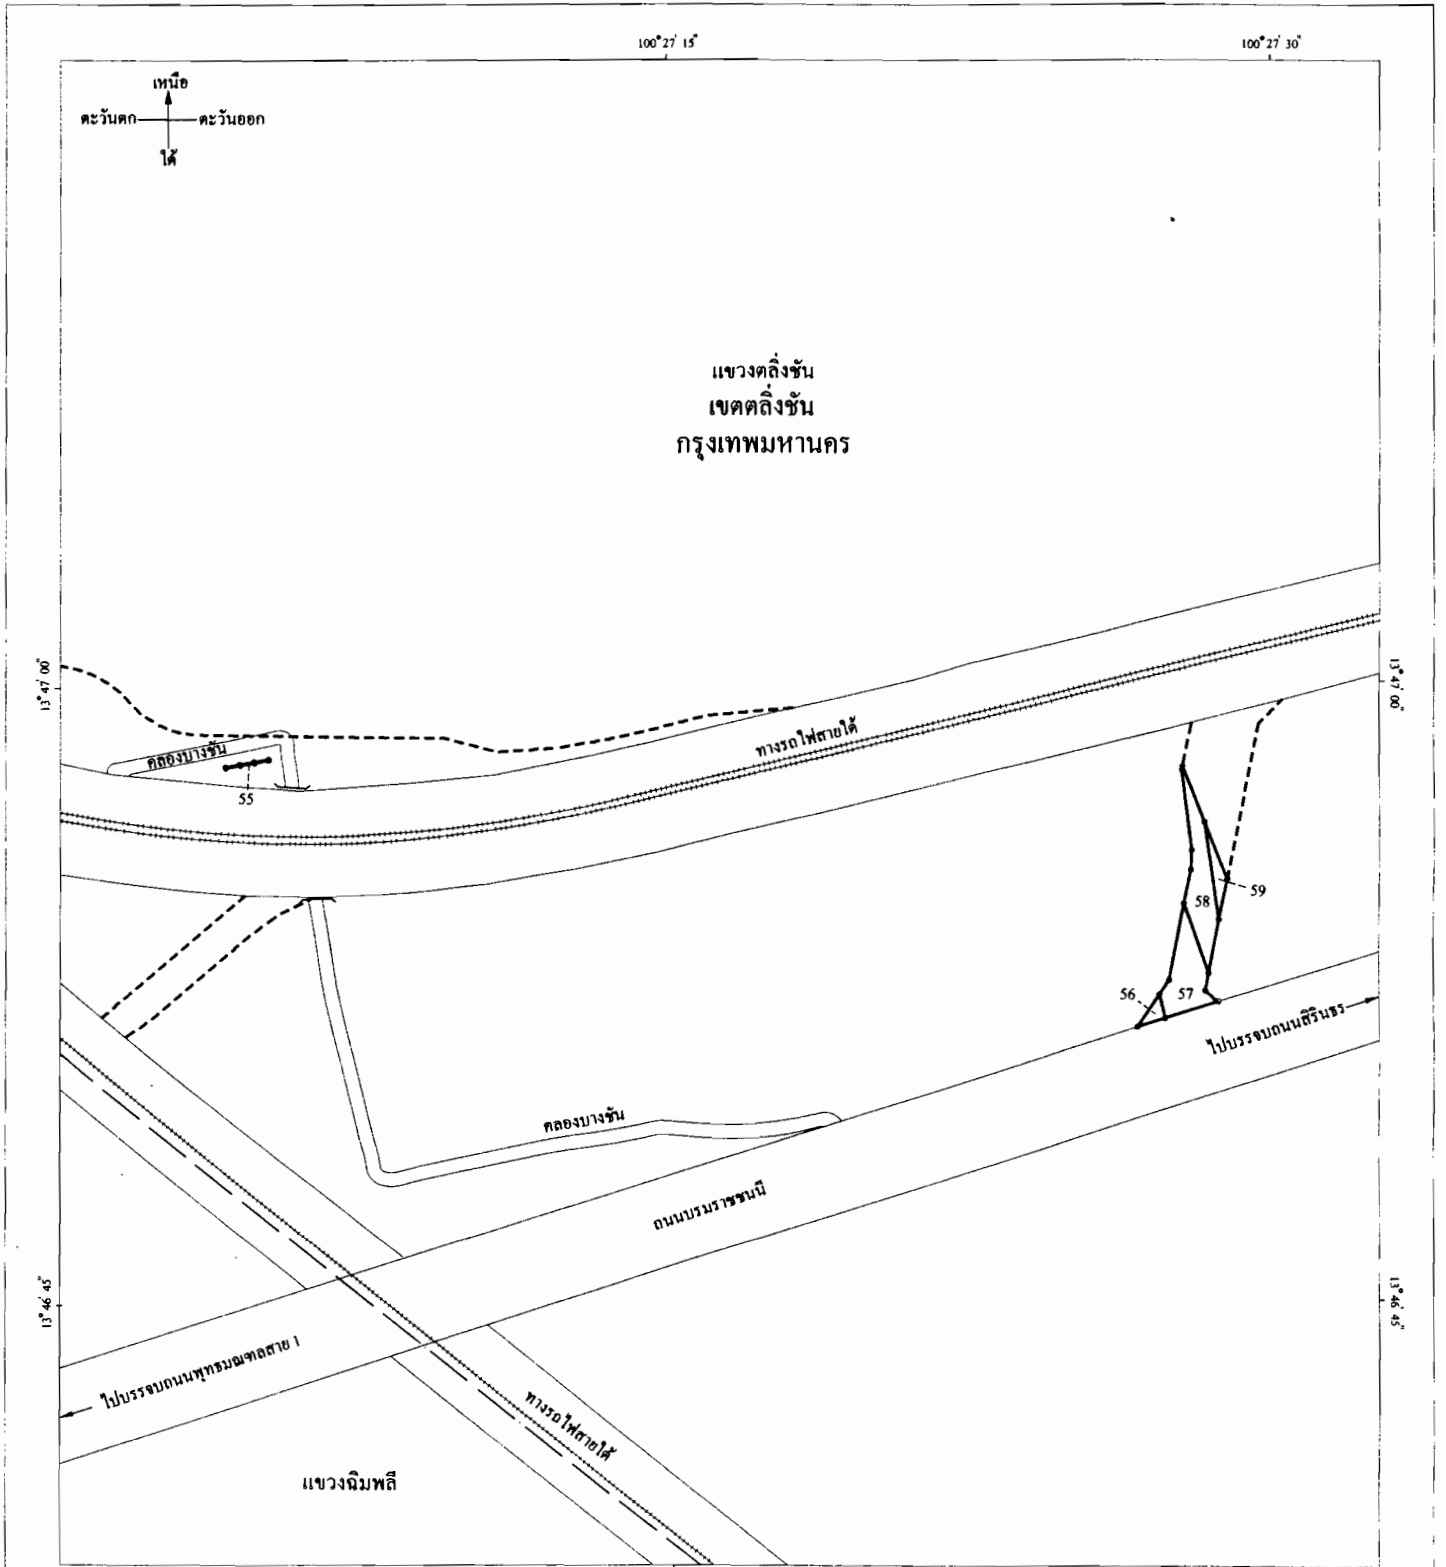 100°27'15"
100°27'30"
เหนือ
ตะวันตก
ตะวันออก
ใต้
แขวงตลิ่งชัน
เขตตลิ่งชัน
กรุงเทพมหานคร
13°47'00"
13°47'00"
คลองบางชัน
ทางรถไฟสายใต้
55
59
58
57
56
ไปบรรจบถนนสิรินธร
คลองบางชัน
ถนนบรมราชชนนี
13°46'45"
13°46'45"
ไปบรรจบถนนพุทธมณฑลสาย 1
ทางรถไฟสายใต้
แขวงฉิมพลี